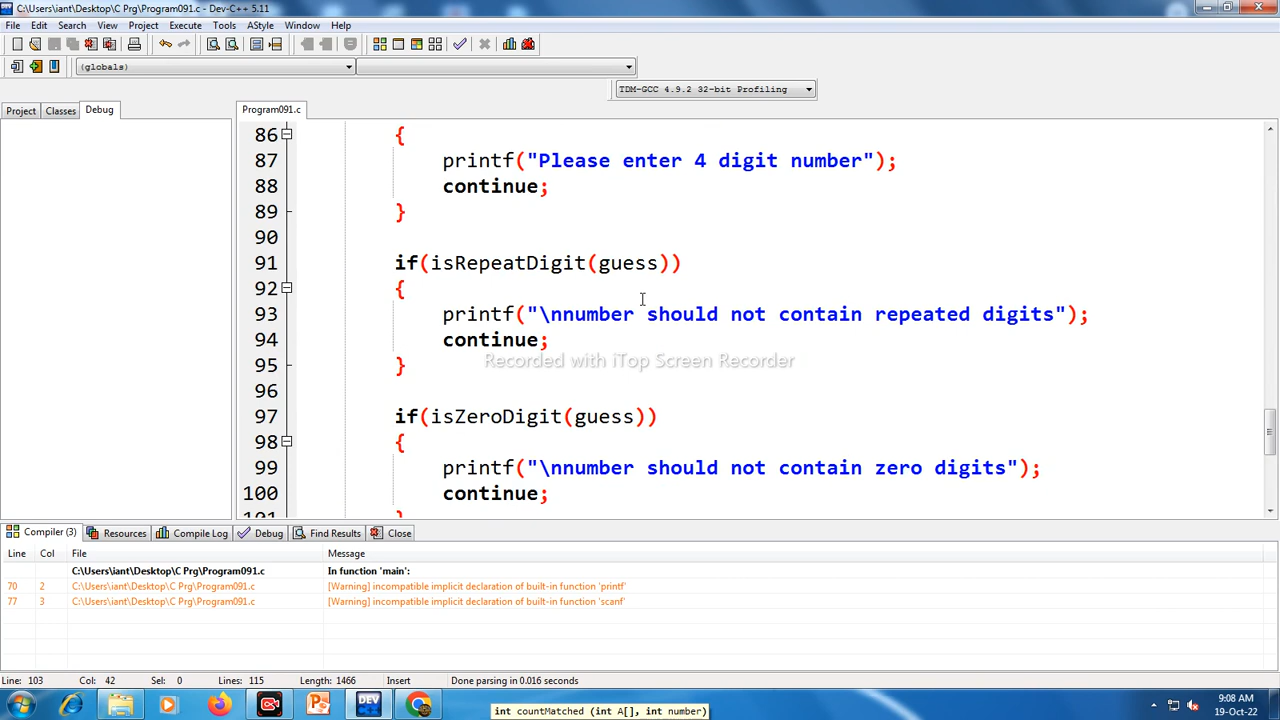 C:\Users\iant\Desktop\C Prg\Program091.c - Dev-C++ 5.11
File Edit Search View Project Execute Tools AStyle Window Help
(globals)
TDM-GCC 4.9.2 32-bit Profiling
Project Classes Debug Program091.c
86 {
87 printf("Please enter 4 digit number");
88 continue;
89 }
90
91 if(isRepeatDigit(guess))
92 {
93 printf("\nnumber should not contain repeated digits");
94 continue;
95 }
Recorded with iTop Screen Recorder
96
97 if(isZeroDigit(guess))
98 {
99 printf("\nnumber should not contain zero digits");
100 continue;
101 }
Compiler (3) Resources Compile Log Debug Find Results Close
Line Col File Message
C:\Users\iant\Desktop\C Prg\Program091.c In function 'main':
70 2 C:\Users\iant\Desktop\C Prg\Program091.c [Warning] incompatible implicit declaration of built-in function 'printf'
77 3 C:\Users\iant\Desktop\C Prg\Program091.c [Warning] incompatible implicit declaration of built-in function 'scanf'
Line: 103 Col: 42 Sel: 0 Lines: 115 Length: 1466 Insert Done parsing in 0.016 seconds
DEV
int countMatched (int A[], int number)
9:08 AM
19-Oct-22